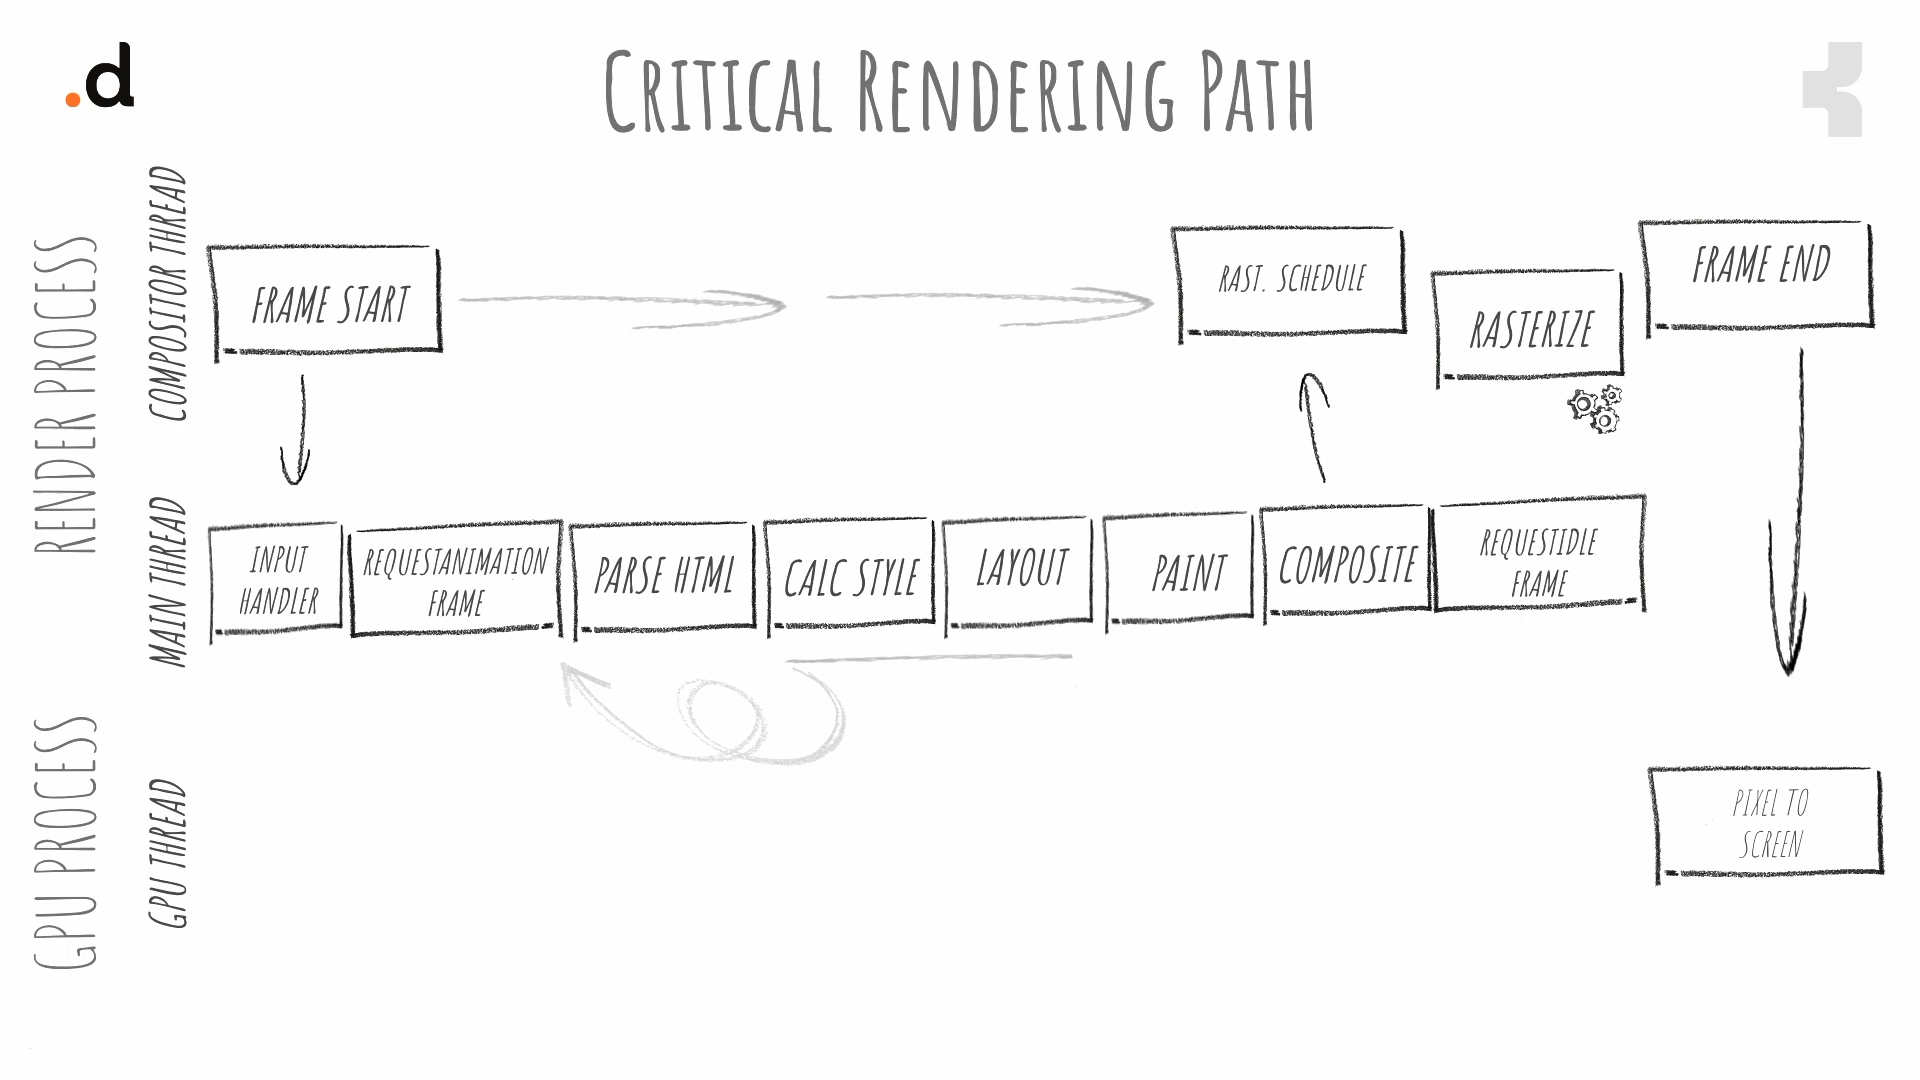 .d
CRITICAL RENDERING PATH
RENDER PROCESS
COMPOSITOR THREAD
FRAME START
RAST. SCHEDULE
RASTERIZE
FRAME END
MAIN THREAD
INPUT
HANDLER
REQUESTANIMATION
FRAME
PARSE HTML
CALC STYLE
LAYOUT
PAINT
COMPOSITE
REQUESTIDLE
FRAME
GPU PROCESS
GPU THREAD
PIXEL TO
SCREEN